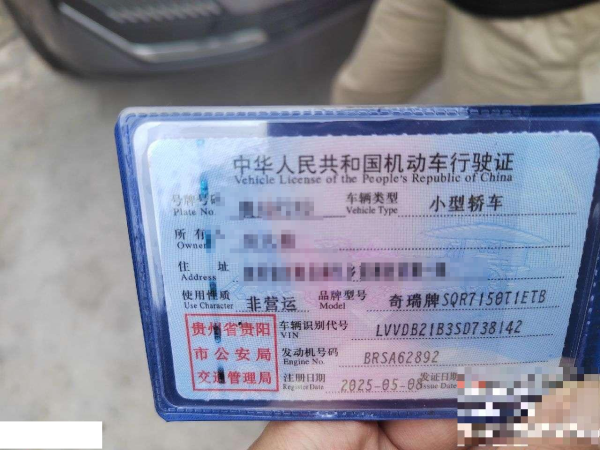 中华人民共和国机动车行驶证
Vehicle License of the People's Republic of China
号牌号码 车辆类型 小型轿车
Plate No. Vehicle Type
所有
Owner
住 址
Address
使用性质 非营运 品牌型号 奇瑞牌SQR7150T1ETB
Use Character Model
贵州省贵阳
市公安局
交通管理局
车辆识别代号 LVVDB21B3SD738142
VIN
发动机号码 BRSA62892
Engine No.
注册日期 2025-05-08 发证日期
Register Date Issue Date